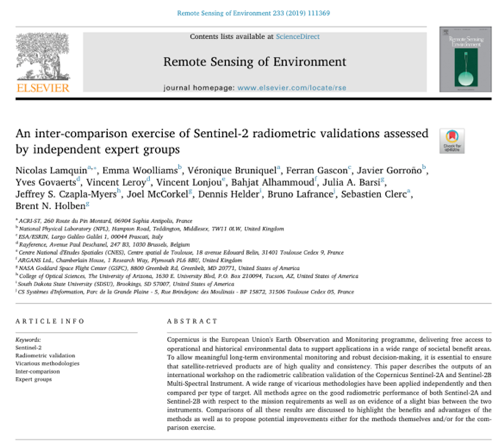 Remote Sensing of Environment 233 (2019) 111369
Contents lists available at ScienceDirect
Remote Sensing of Environment
journal homepage: www.elsevier.com/locate/rse
ELSEVIER
Remote Sensing
Environment
An inter-comparison exercise of Sentinel-2 radiometric validations assessed
by independent expert groups
Check for
updates
Nicolas Lamquin a,*, Emma Woolliams b, Véronique Bruniquel a, Ferran Gascon c, Javier Gorroño b,
Yves Govaerts d, Vincent Leroy d, Vincent Lonjou e, Bahjat Alhammoud f, Julia A. Barsi g,
Jeffrey S. Czapla-Myers h, Joel McCorkel g, Dennis Helder i, Bruno Lafrance j, Sebastien Clerc a,
Brent N. Holben g
a ACRI-ST, 260 Route du Pin Montard, 06904 Sophia Antipolis, France
b National Physical Laboratory (NPL), Hampton Road, Teddington, Middlesex, TW11 0LW, United Kingdom
c ESA/ESRIN, Largo Galileo Galilei 1, 00044 Frascati, Italy
d Rayference, Avenue Paul Deschanel, 247 B3, 1030 Brussels, Belgium
e Centre National d'Etudes Spatiales (CNES), Centre spatial de Toulouse, 18 avenue Edouard Belin, 31401 Toulouse Cedex 9, France
f ARGANS Ltd., Chamberlain House, 1 Research Way, Plymouth PL6 8BU, United Kingdom
g NASA Goddard Space Flight Center (GSFC), 8800 Greenbelt Rd, Greenbelt, MD 20771, United States of America
h College of Optical Sciences, The University of Arizona, 1630 E. University Blvd, P.O. Box 210094, Tucson, AZ, United States of America
i South Dakota State University (SDSU), Brookings, SD 57007, United States of America
j CS Systèmes d'Information, Parc de la Grande Plaine - 5, Rue Brindejonc des Moulinais - BP 15872, 31506 Toulouse Cedex 05, France
ARTICLE INFO
Keywords:
Sentinel-2
Radiometric validation
Vicarious methodologies
Inter-comparison
Expert groups
ABSTRACT
Copernicus is the European Union's Earth Observation and Monitoring programme, delivering free access to
operational and historical environmental data to support applications in a wide range of societal benefit areas.
To allow meaningful long-term environmental monitoring and robust decision-making, it is essential to ensure
that satellite-retrieved products are of high quality and consistency. This paper describes the outputs of an
international workshop on the radiometric calibration validation of the Copernicus Sentinel-2A and Sentinel-2B
Multi-Spectral Instrument. A wide range of vicarious methodologies have been applied independently and then
compared per type of target. All methods agree on the good radiometric performance of both Sentinel-2A and
Sentinel-2B with respect to the mission requirements as well as on evidence of a slight bias between the two
instruments. Comparisons of all these results are discussed to highlight the benefits and advantages of the
methods as well as to propose potential improvements either for the methods themselves and/or for the com-
parison exercise.